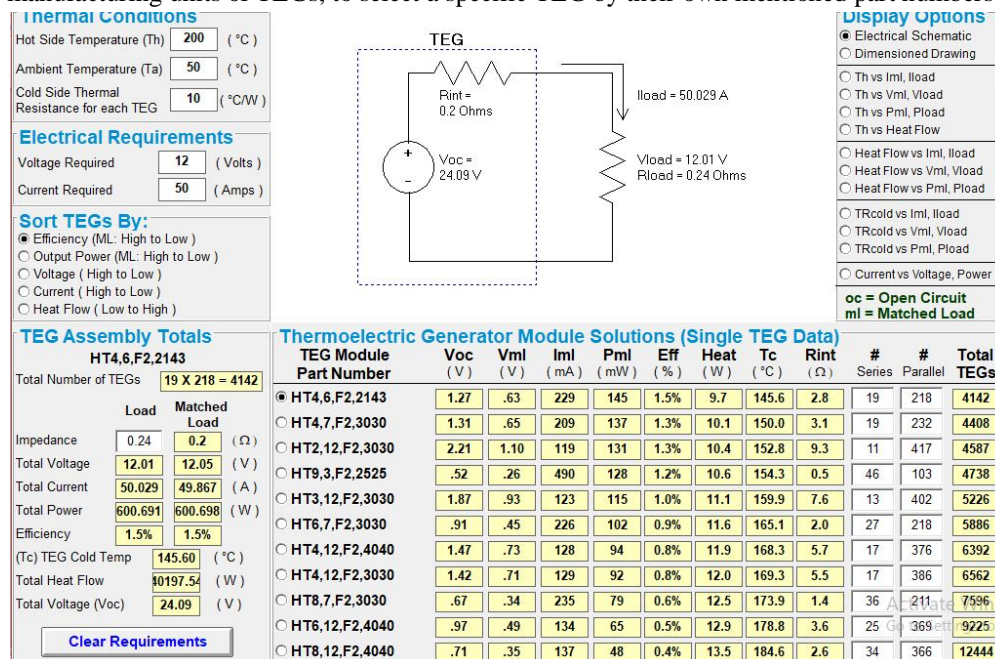 manufacturing units of TEGs, to select a specific TEG by their own mentioned part numbers
Thermal Conditions
Hot Side Temperature (Th) 200 ( °C )
Ambient Temperature (Ta) 50 ( °C )
Cold Side Thermal
Resistance for each TEG 10 ( °C/W )
Electrical Requirements
Voltage Required 12 ( Volts )
Current Required 50 ( Amps )
Sort TEGs By:
Efficiency (ML: High to Low )
Output Power (ML: High to Low )
Voltage ( High to Low )
Current ( High to Low )
Heat Flow ( Low to High )
TEG
Rint =
0.2 Ohms
Iload = 50.029 A
+
Voc =
24.09 V
-
Vload = 12.01 V
Rload = 0.24 Ohms
Display Options
Electrical Schematic
Dimensioned Drawing
Th vs Iml, Iload
Th vs Vml, Vload
Th vs Pml, Pload
Th vs Heat Flow
Heat Flow vs Iml, Iload
Heat Flow vs Vml, Vload
Heat Flow vs Pml, Pload
TRcold vs Iml, Iload
TRcold vs Vml, Vload
TRcold vs Pml, Pload
Current vs Voltage, Power
oc = Open Circuit
ml = Matched Load
TEG Assembly Totals
HT4,6,F2,2143
Total Number of TEGs 19 X 218 = 4142
Load Matched
Load
Impedance 0.24 0.2 ( Ω )
Total Voltage 12.01 12.05 ( V )
Total Current 50.029 49.867 ( A )
Total Power 600.691 600.698 ( W )
Efficiency 1.5% 1.5%
(Tc) TEG Cold Temp 145.60 ( °C )
Total Heat Flow 40197.54 ( W )
Total Voltage (Voc) 24.09 ( V )
Clear Requirements
Thermoelectric Generator Module Solutions (Single TEG Data)
TEG Module Voc Vml Iml Pml Eff Heat Tc Rint # # Total
Part Number ( V ) ( V ) ( mA ) ( mW ) ( % ) ( W ) ( °C ) ( Ω ) Series Parallel TEGs
HT4,6,F2,2143 1.27 .63 229 145 1.5% 9.7 145.6 2.8 19 218 4142
HT4,7,F2,3030 1.31 .65 209 137 1.3% 10.1 150.0 3.1 19 232 4408
HT2,12,F2,3030 2.21 1.10 119 131 1.3% 10.4 152.8 9.3 11 417 4587
HT9,3,F2,2525 .52 .26 490 128 1.2% 10.6 154.3 0.5 46 103 4738
HT3,12,F2,3030 1.87 .93 123 115 1.0% 11.1 159.9 7.6 13 402 5226
HT6,7,F2,3030 .91 .45 226 102 0.9% 11.6 165.1 2.0 27 218 5886
HT4,12,F2,4040 1.47 .73 128 94 0.8% 11.9 168.3 5.7 17 376 6392
HT4,12,F2,3030 1.42 .71 129 92 0.8% 12.0 169.3 5.5 17 386 6562
HT8,7,F2,3030 .67 .34 235 79 0.6% 12.5 173.9 1.4 36 211 7596
HT6,12,F2,4040 .97 .49 134 65 0.5% 12.9 178.8 3.6 25 369 9225
HT8,12,F2,4040 .71 .35 137 48 0.4% 13.5 184.6 2.6 34 366 12444